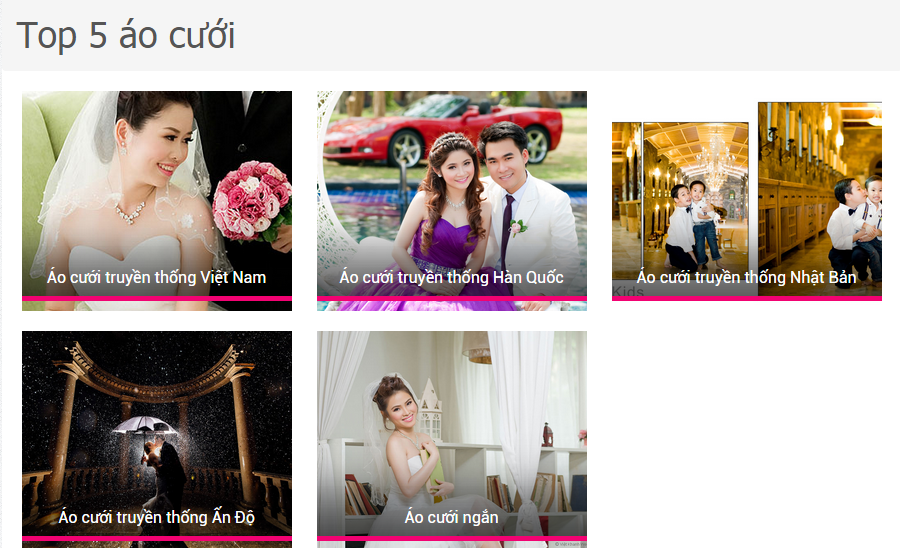 Top 5 áo cưới
Áo cưới truyền thống Việt Nam
Áo cưới truyền thống Hàn Quốc
Kids
Áo cưới truyền thống Nhật Bản
Áo cưới truyền thống Ấn Độ
Áo cưới ngắn